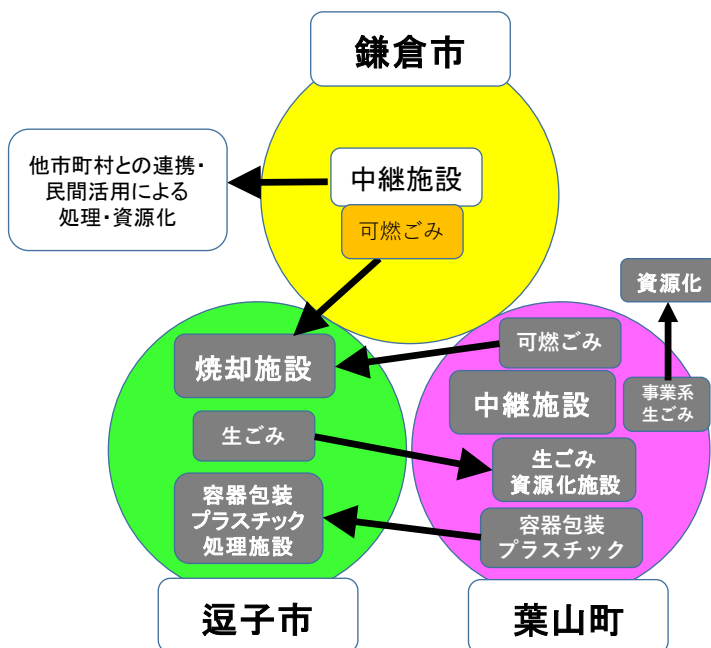 鎌倉市
他市町村との連携・
民間活用による
処理・資源化
中継施設
可燃ごみ
資源化
焼却施設
可燃ごみ
中継施設
事業系
生ごみ
生ごみ
生ごみ
資源化施設
容器包装
プラスチック
処理施設
容器包装
プラスチック
逗子市
葉山町